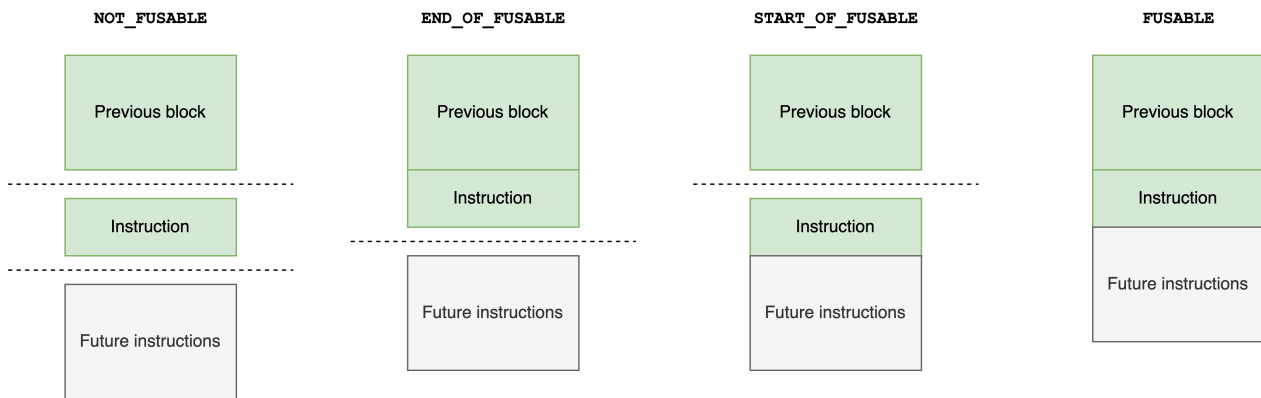 NOT_FUSABLE
END_OF_FUSABLE
START_OF_FUSABLE
FUSABLE
Previous block
Previous block
Previous block
Previous block
Instruction
Instruction
Instruction
Instruction
Future instructions
Future instructions
Future instructions
Future instructions